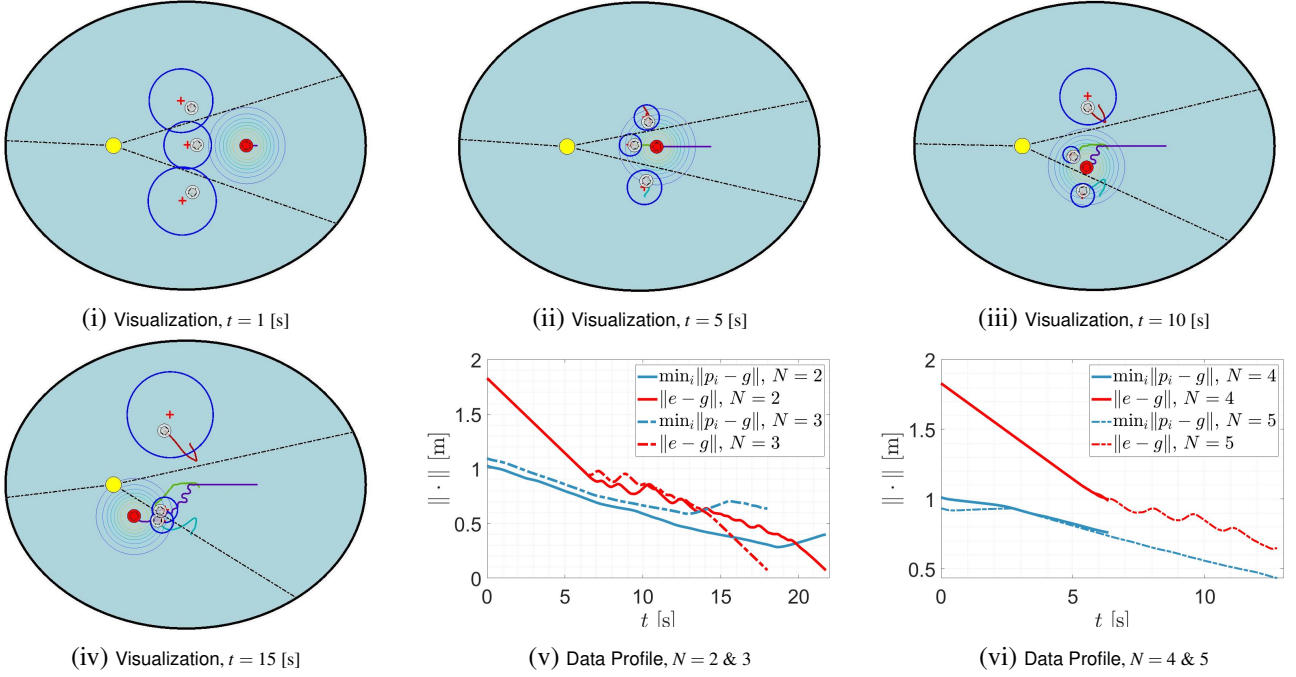 (i) Visualization, t = 1 [s]
(ii) Visualization, t = 5 [s]
(iii) Visualization, t = 10 [s]
2
1.5
1
0.5
0
‖ · ‖ [m]
min_i‖p_i − g‖, N = 2
‖e − g‖, N = 2
min_i‖p_i − g‖, N = 3
‖e − g‖, N = 3
0 5 10 15 20
t [s]
2
1.5
1
0.5
‖ · ‖ [m]
min_i‖p_i − g‖, N = 4
‖e − g‖, N = 4
min_i‖p_i − g‖, N = 5
‖e − g‖, N = 5
0 5 10
t [s]
(iv) Visualization, t = 15 [s]
(v) Data Profile, N = 2 & 3
(vi) Data Profile, N = 4 & 5